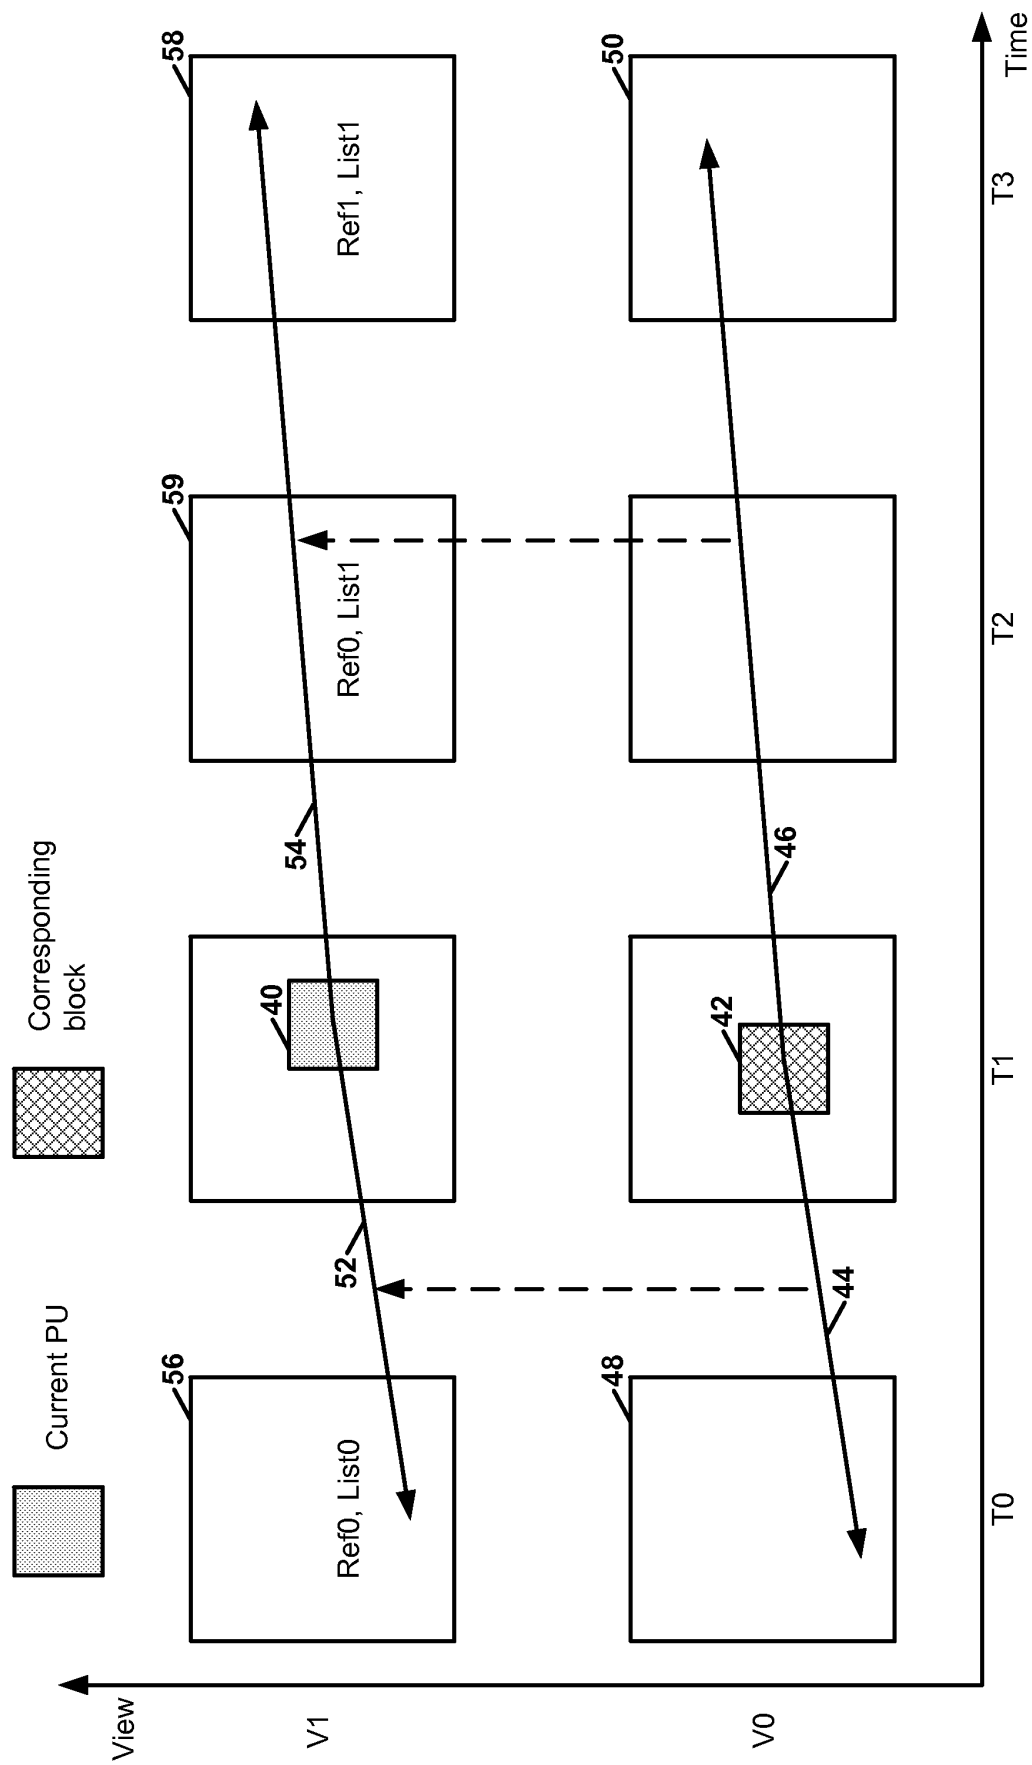 Current PU
Corresponding
block
View
V1
56
Ref0, List0
52
40
54
59
Ref0, List1
58
Ref1, List1
V0
48
44
42
46
50
T0
T1
T2
T3
Time